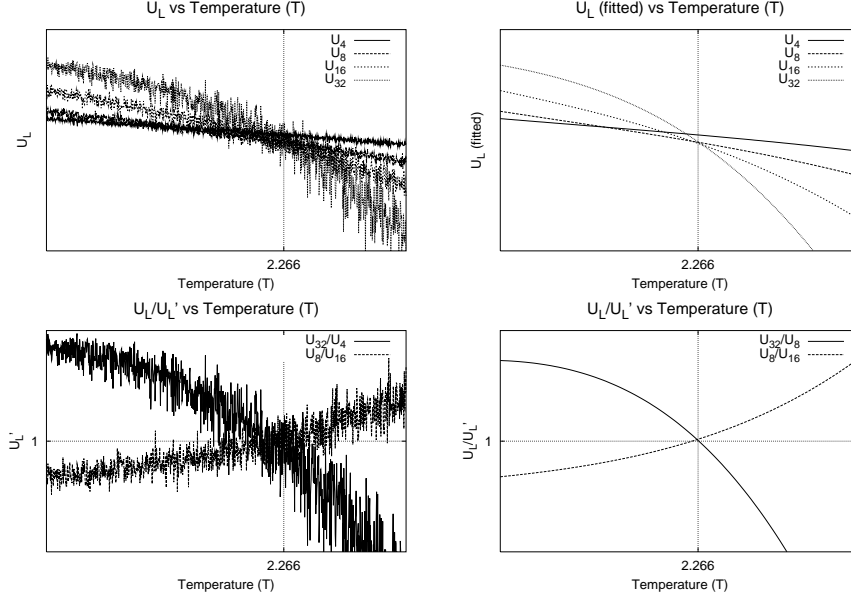 U_L vs Temperature (T)
U_4
U_8
U_16
U_32
U_L
2.266
Temperature (T)
U_L (fitted) vs Temperature (T)
U_4
U_8
U_16
U_32
U_L (fitted)
2.266
Temperature (T)
U_L/U_L' vs Temperature (T)
U_32/U_4
U_8/U_16
U_L'
1
2.266
Temperature (T)
U_L/U_L' vs Temperature (T)
U_32/U_8
U_8/U_16
U_L/U_L'
1
2.266
Temperature (T)